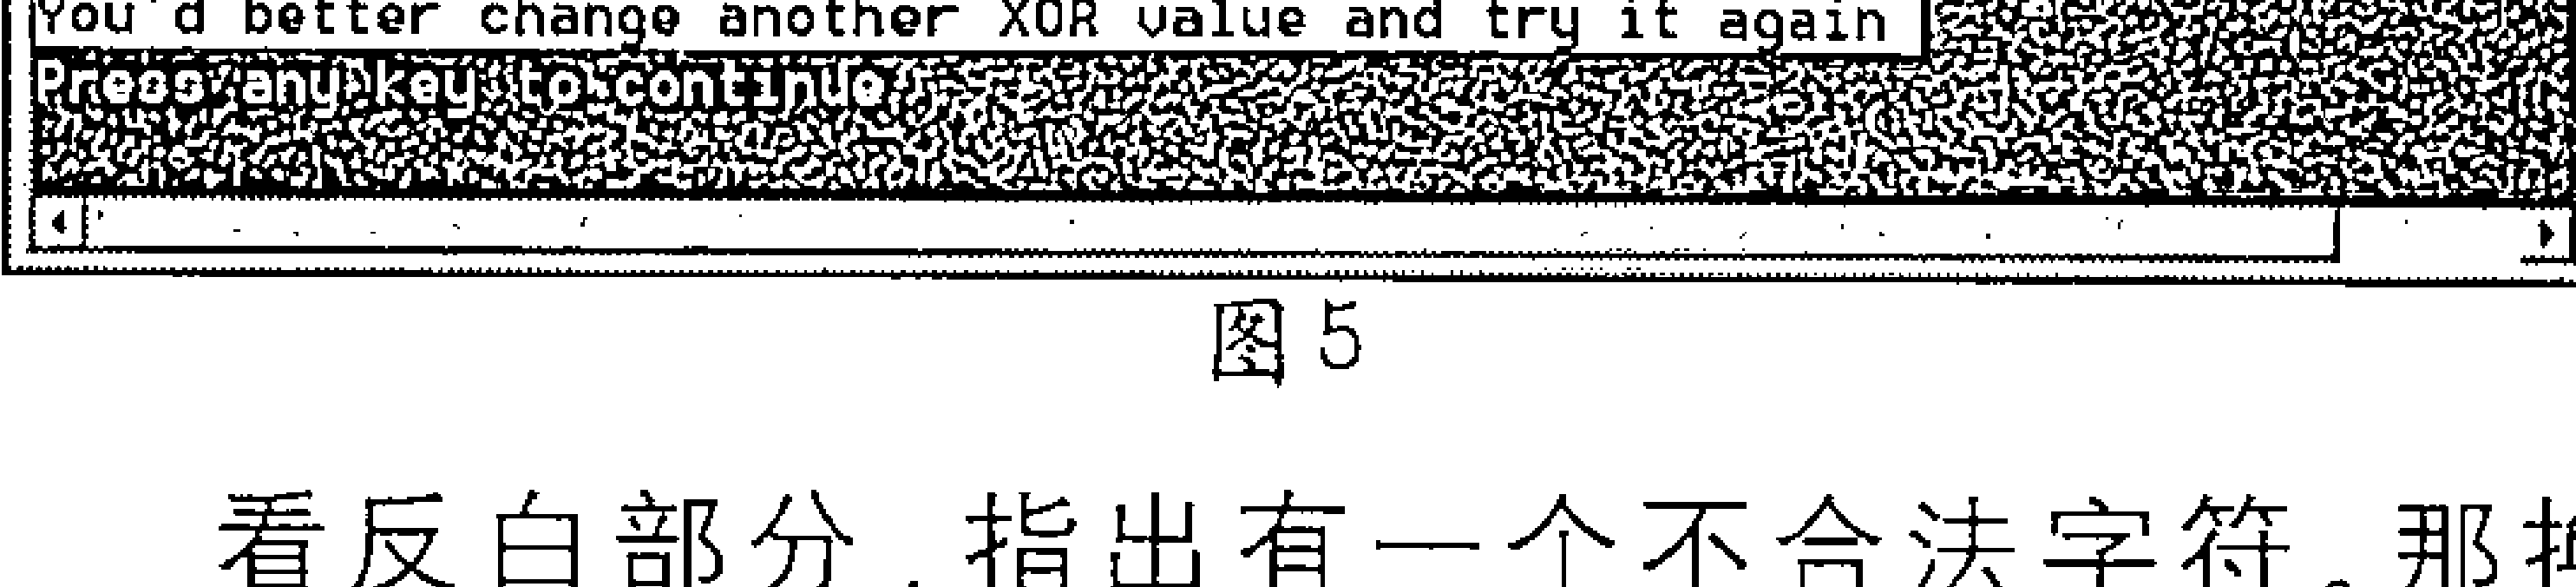 You'd better change another XOR value and try it again
Press any key to continue
图 5
看反白部分，指出有一个不合法字符。那